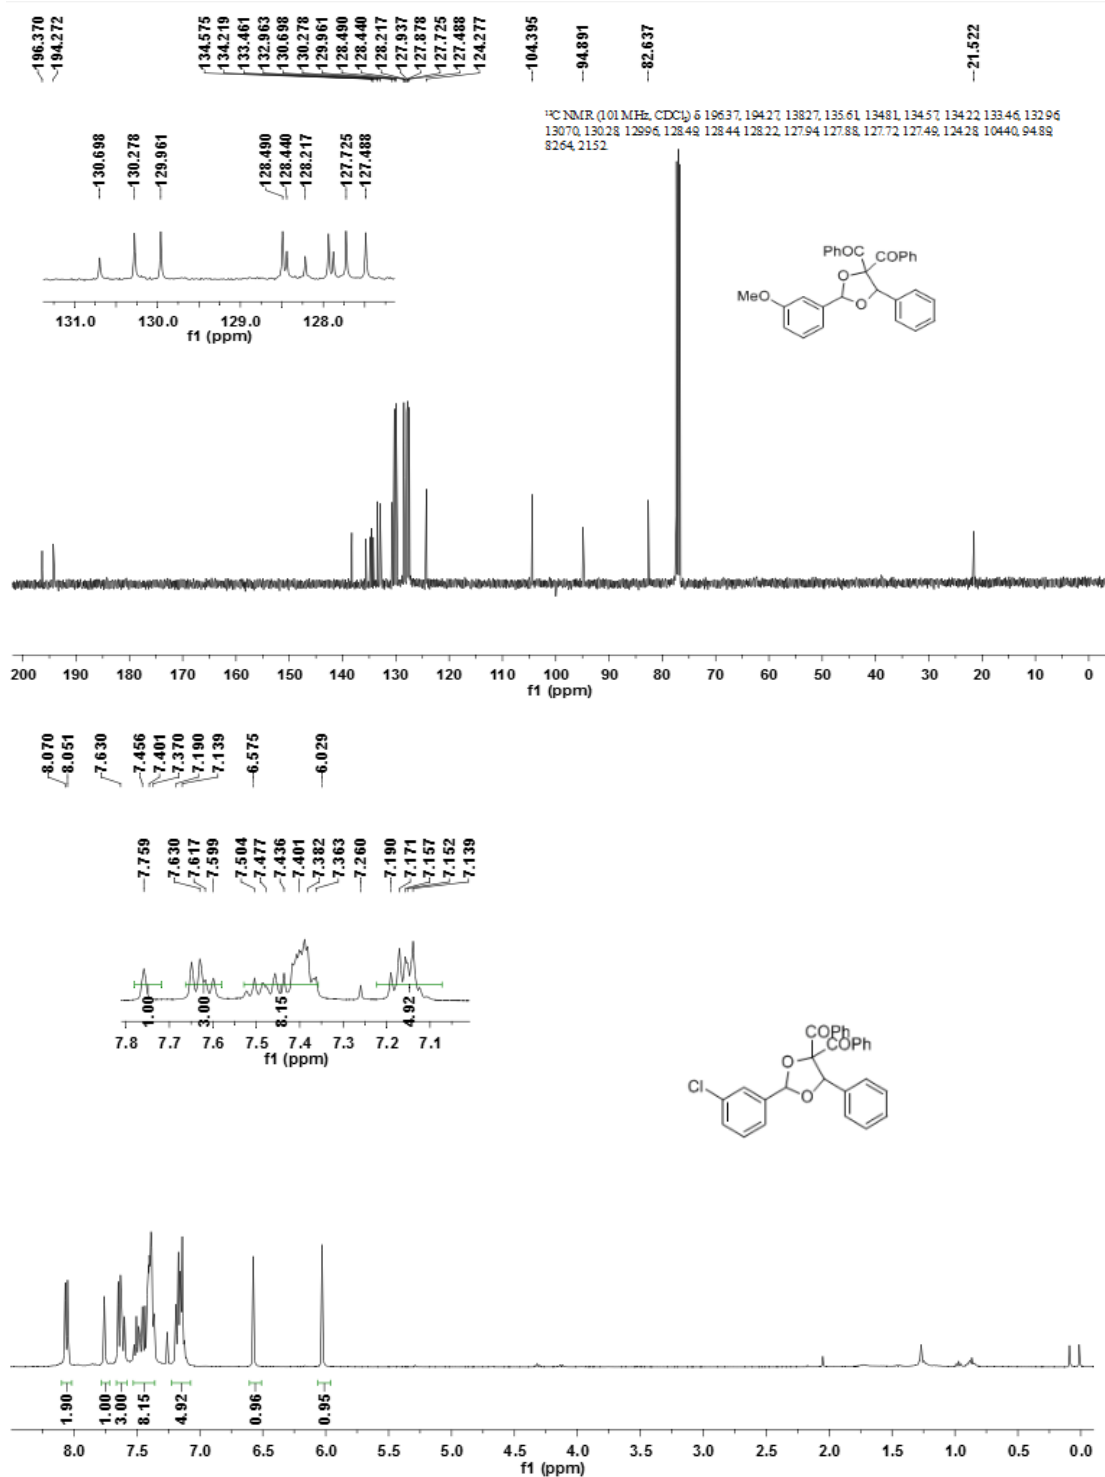 196.370
194.272
134.575
134.219
133.461
132.963
130.698
130.278
129.961
128.490
128.440
128.217
127.937
127.878
127.725
127.488
124.277
104.395
94.891
82.637
21.522
¹³C NMR (101 MHz, CDCl₃) δ 196.37, 194.27, 138.27, 135.61, 134.81, 134.57, 134.22, 133.46, 132.96,
130.70, 130.28, 129.96, 128.49, 128.44, 128.22, 127.94, 127.88, 127.72, 127.49, 124.28, 104.40, 94.89,
82.64, 21.52.
130.698
130.278
129.961
128.490
128.440
128.217
127.725
127.488
131.0 130.0 129.0 128.0
f1 (ppm)
PhOC COPh
O
MeO
O
200 190 180 170 160 150 140 130 120 110 100 90 80 70 60 50 40 30 20 10 0
f1 (ppm)
8.070
8.051
7.630
7.456
7.401
7.370
7.190
7.139
6.575
6.029
7.759
7.630
7.617
7.599
7.504
7.477
7.436
7.401
7.382
7.363
7.260
7.190
7.171
7.157
7.152
7.139
1.00 3.00 8.15 4.92
7.8 7.7 7.6 7.5 7.4 7.3 7.2 7.1
f1 (ppm)
COPh
COPh
O
Cl
O
1.90 1.00 3.00 8.15 4.92 0.96 0.95
8.0 7.5 7.0 6.5 6.0 5.5 5.0 4.5 4.0 3.5 3.0 2.5 2.0 1.5 1.0 0.5 0.0
f1 (ppm)